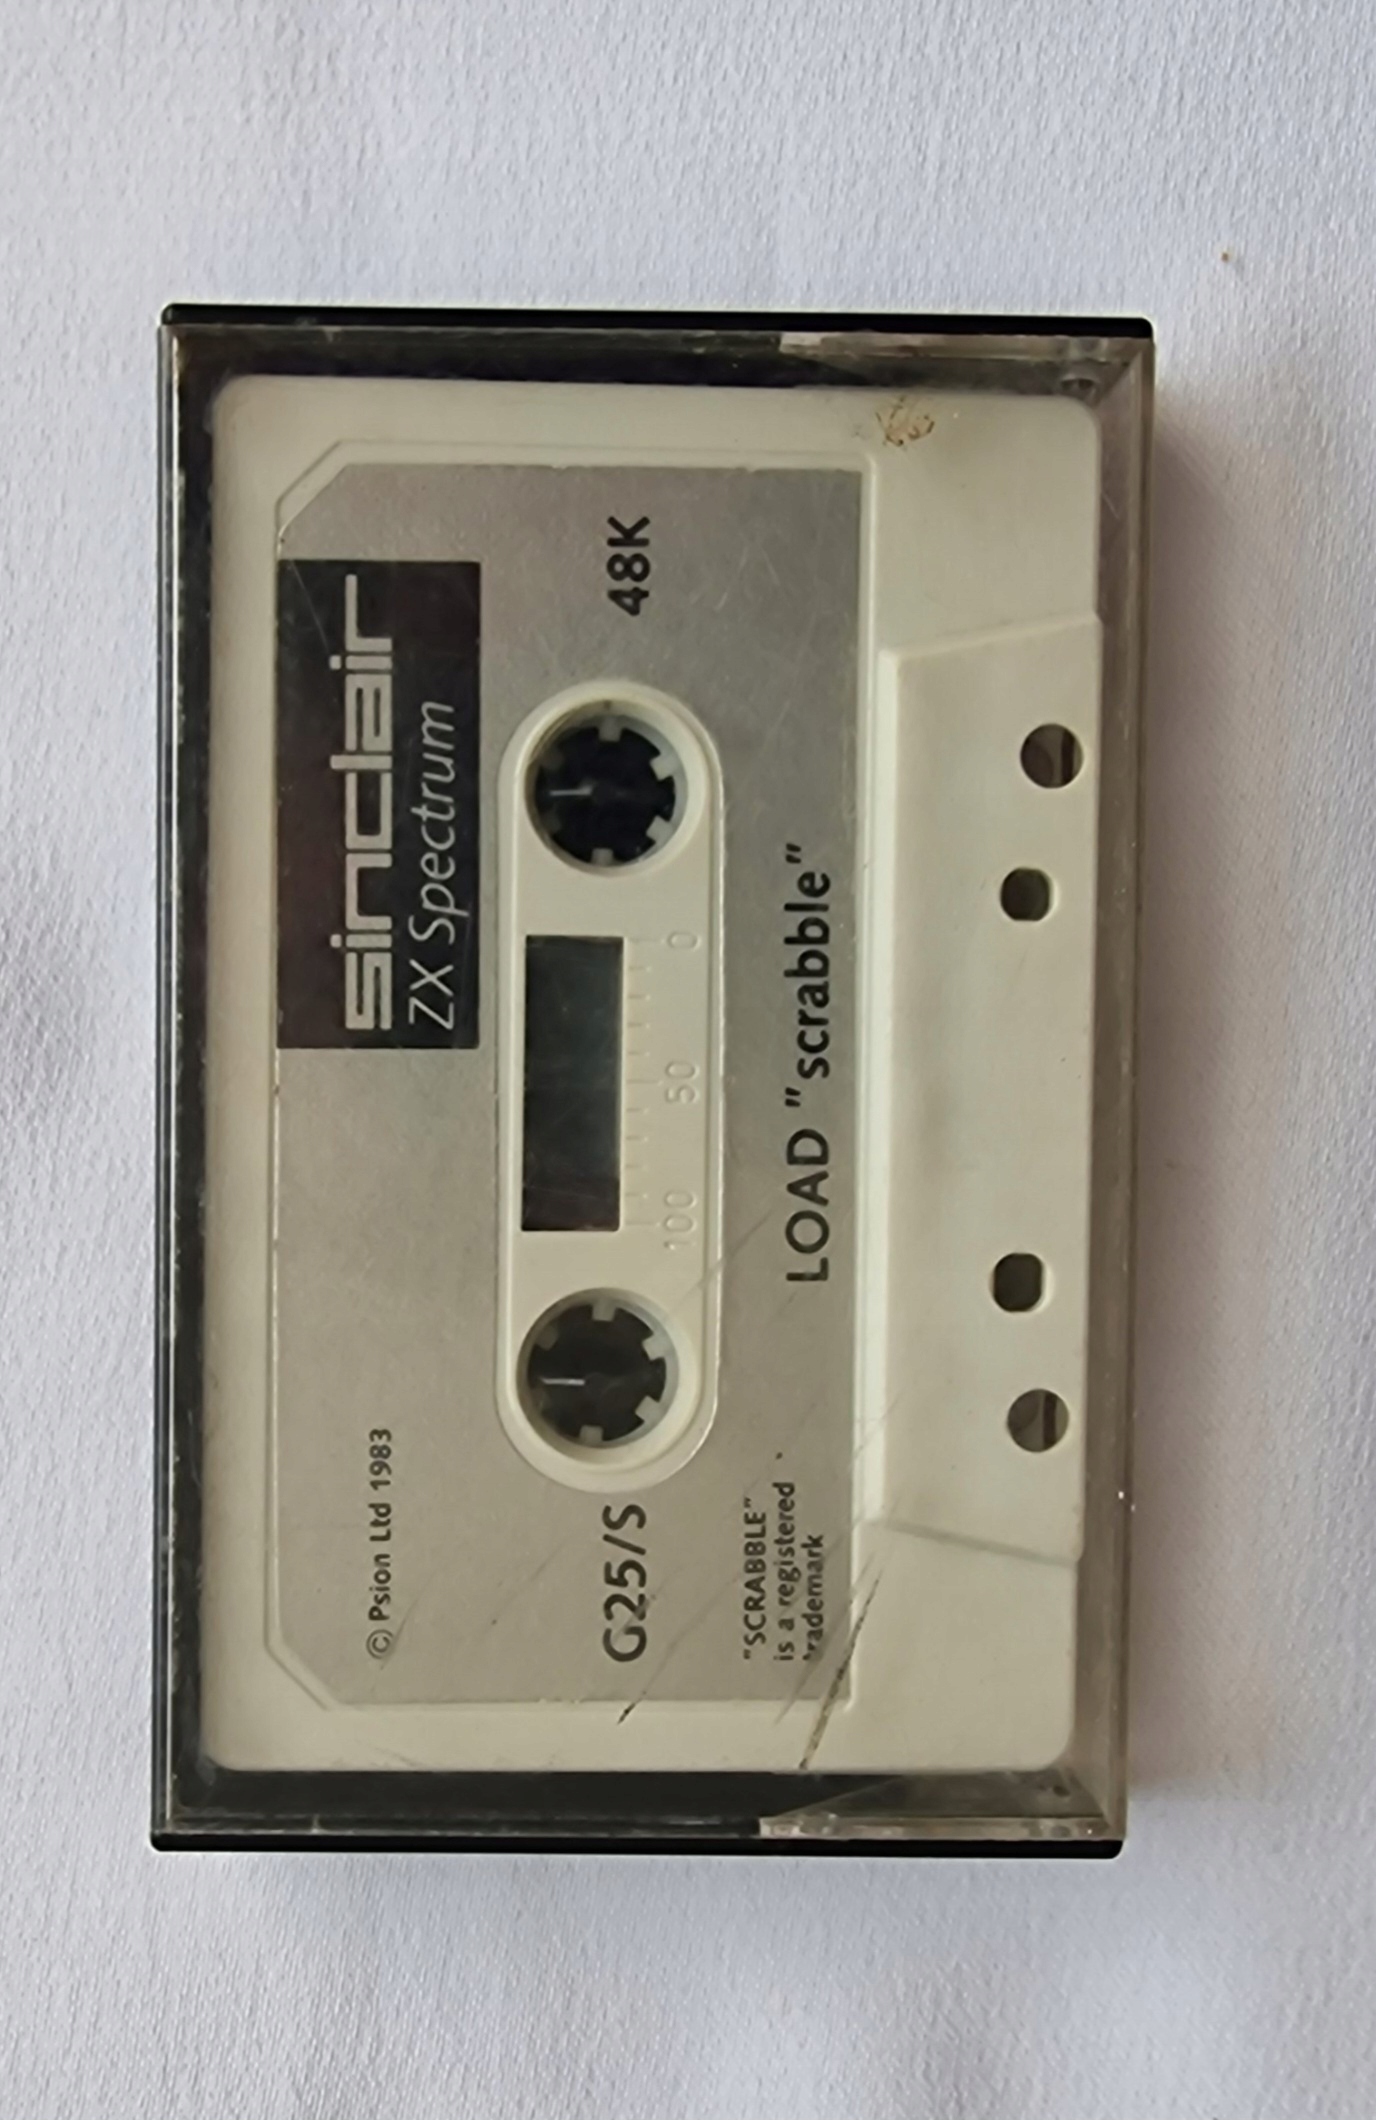 sinclair
ZX Spectrum
© Psion Ltd 1983
G25/S
48K
100 50 0
"SCRABBLE"
is a registered
trademark
LOAD "scrabble"